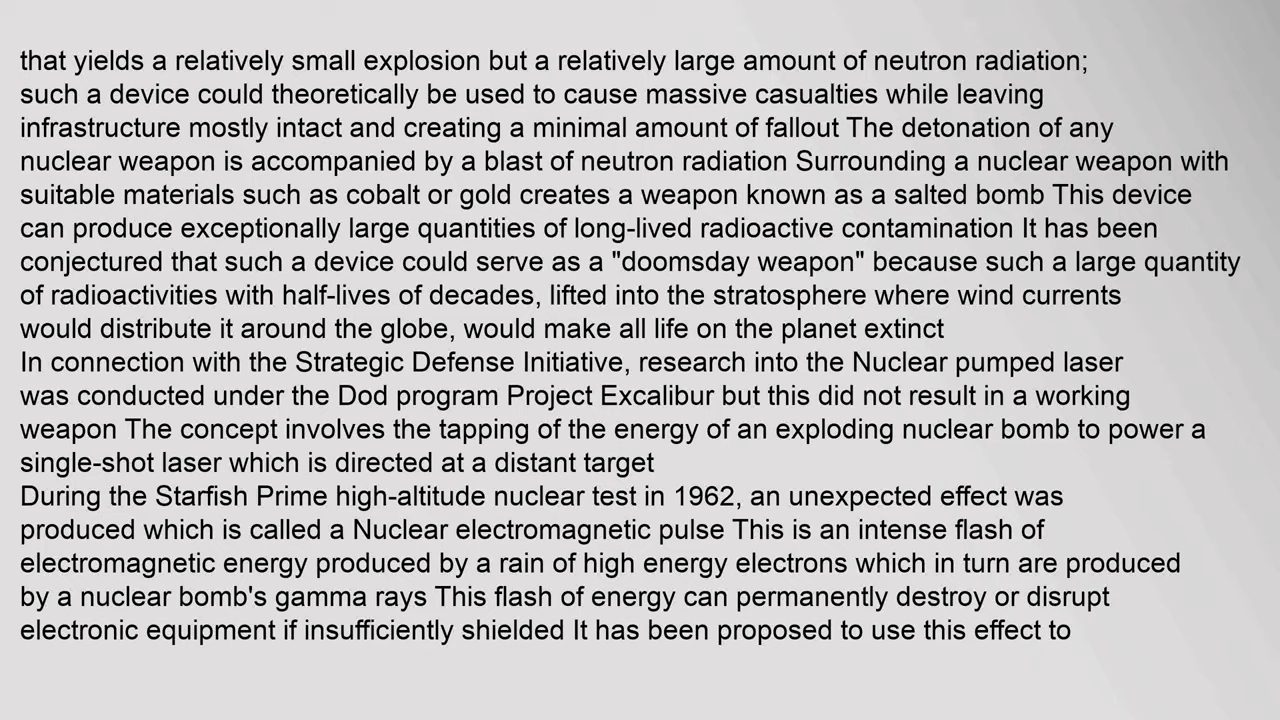 that yields a relatively small explosion but a relatively large amount of neutron radiation;
such a device could theoretically be used to cause massive casualties while leaving
infrastructure mostly intact and creating a minimal amount of fallout The detonation of any
nuclear weapon is accompanied by a blast of neutron radiation Surrounding a nuclear weapon with
suitable materials such as cobalt or gold creates a weapon known as a salted bomb This device
can produce exceptionally large quantities of long-lived radioactive contamination It has been
conjectured that such a device could serve as a "doomsday weapon" because such a large quantity
of radioactivities with half-lives of decades, lifted into the stratosphere where wind currents
would distribute it around the globe, would make all life on the planet extinct
In connection with the Strategic Defense Initiative, research into the Nuclear pumped laser
was conducted under the Dod program Project Excalibur but this did not result in a working
weapon The concept involves the tapping of the energy of an exploding nuclear bomb to power a
single-shot laser which is directed at a distant target
During the Starfish Prime high-altitude nuclear test in 1962, an unexpected effect was
produced which is called a Nuclear electromagnetic pulse This is an intense flash of
electromagnetic energy produced by a rain of high energy electrons which in turn are produced
by a nuclear bomb's gamma rays This flash of energy can permanently destroy or disrupt
electronic equipment if insufficiently shielded It has been proposed to use this effect to